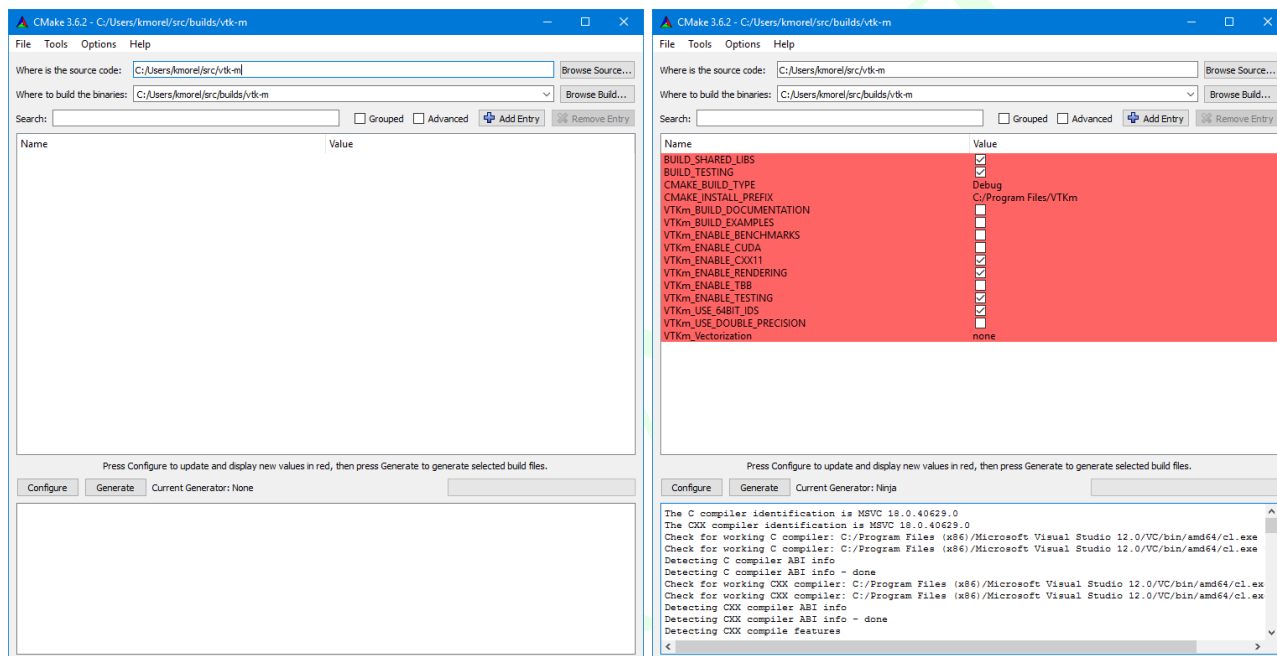 CMake 3.6.2 - C:/Users/kmorel/src/builds/vtk-m
File Tools Options Help
Where is the source code: C:/Users/kmorel/src/vtk-m Browse Source...
Where to build the binaries: C:/Users/kmorel/src/builds/vtk-m Browse Build...
Search: Grouped Advanced Add Entry Remove Entry
Name Value
Press Configure to update and display new values in red, then press Generate to generate selected build files.
Configure Generate Current Generator: None
CMake 3.6.2 - C:/Users/kmorel/src/builds/vtk-m
File Tools Options Help
Where is the source code: C:/Users/kmorel/src/vtk-m Browse Source...
Where to build the binaries: C:/Users/kmorel/src/builds/vtk-m Browse Build...
Search: Grouped Advanced Add Entry Remove Entry
Name Value
BUILD_SHARED_LIBS
BUILD_TESTING
CMAKE_BUILD_TYPE Debug
CMAKE_INSTALL_PREFIX C:/Program Files/VTKm
VTKm_BUILD_DOCUMENTATION
VTKm_BUILD_EXAMPLES
VTKm_ENABLE_BENCHMARKS
VTKm_ENABLE_CUDA
VTKm_ENABLE_CXX11
VTKm_ENABLE_RENDERING
VTKm_ENABLE_TBB
VTKm_ENABLE_TESTING
VTKm_USE_64BIT_IDS
VTKm_USE_DOUBLE_PRECISION
VTKm_Vectorization none
Press Configure to update and display new values in red, then press Generate to generate selected build files.
Configure Generate Current Generator: Ninja
The C compiler identification is MSVC 18.0.40629.0
The CXX compiler identification is MSVC 18.0.40629.0
Check for working C compiler: C:/Program Files (x86)/Microsoft Visual Studio 12.0/VC/bin/amd64/cl.exe
Check for working C compiler: C:/Program Files (x86)/Microsoft Visual Studio 12.0/VC/bin/amd64/cl.exe
Detecting C compiler ABI info
Detecting C compiler ABI info - done
Check for working CXX compiler: C:/Program Files (x86)/Microsoft Visual Studio 12.0/VC/bin/amd64/cl.ex
Check for working CXX compiler: C:/Program Files (x86)/Microsoft Visual Studio 12.0/VC/bin/amd64/cl.ex
Detecting CXX compiler ABI info
Detecting CXX compiler ABI info - done
Detecting CXX compile features